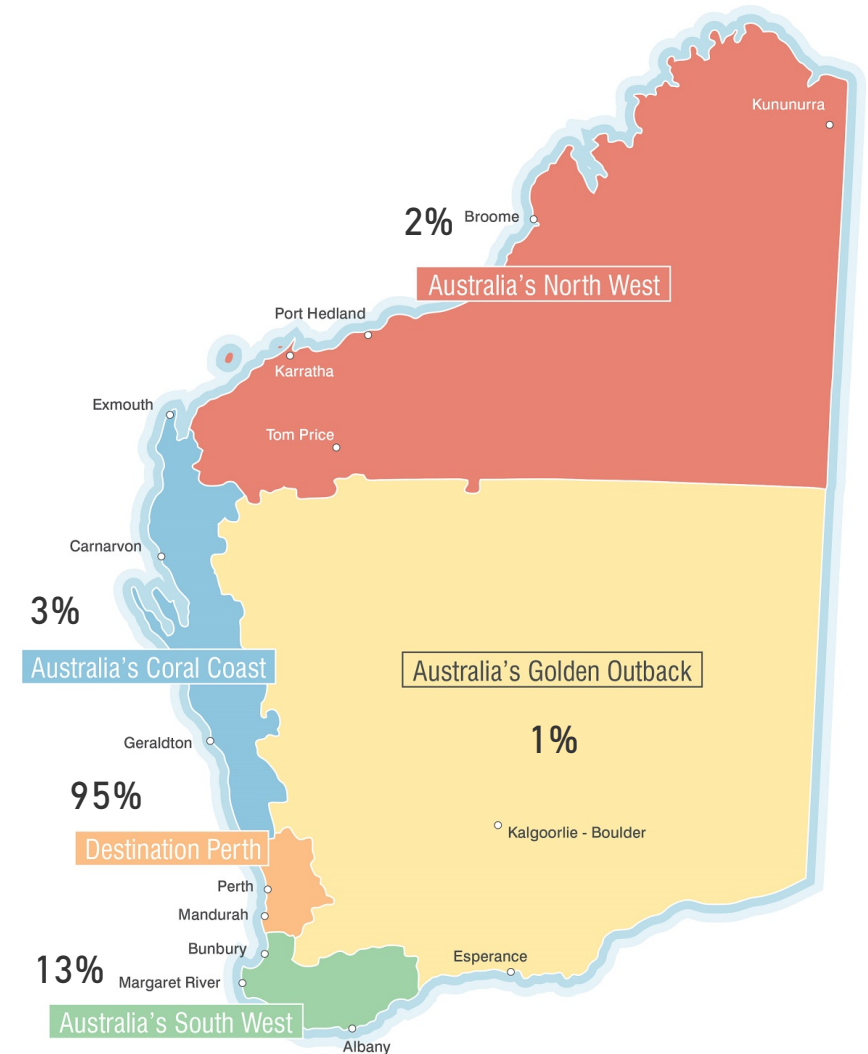 Kununurra
2%
Broome
Australia's North West
Port Hedland
Karratha
Exmouth
Tom Price
Carnarvon
3%
Australia's Coral Coast
Australia's Golden Outback
1%
Geraldton
95%
Kalgoorlie - Boulder
Destination Perth
Perth
Mandurah
Bunbury
Esperance
13%
Margaret River
Australia's South West
Albany